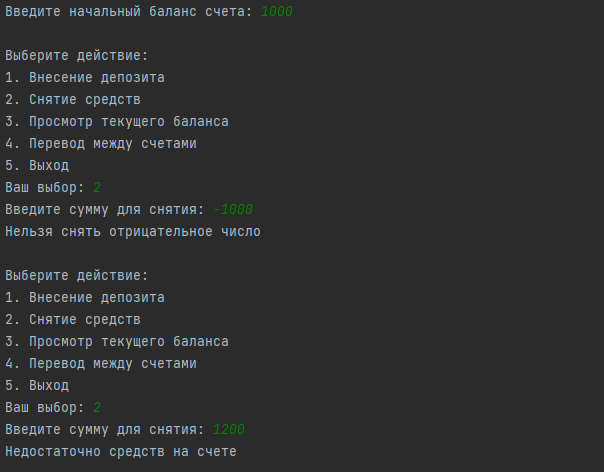 Введите начальный баланс счета: 1000
Выберите действие:
1. Внесение депозита
2. Снятие средств
3. Просмотр текущего баланса
4. Перевод между счетами
5. Выход
Ваш выбор: 2
Введите сумму для снятия: -1000
Нельзя снять отрицательное число
Выберите действие:
1. Внесение депозита
2. Снятие средств
3. Просмотр текущего баланса
4. Перевод между счетами
5. Выход
Ваш выбор: 2
Введите сумму для снятия: 1200
Недостаточно средств на счете